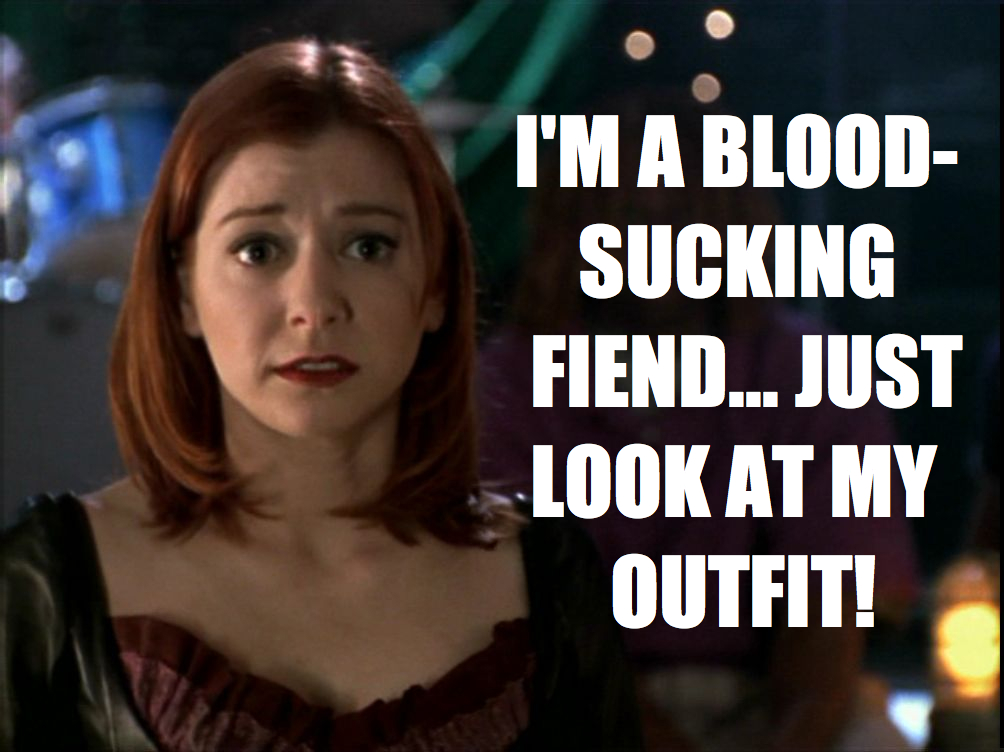 I'M A BLOOD-
SUCKING
FIEND... JUST
LOOK AT MY
OUTFIT!